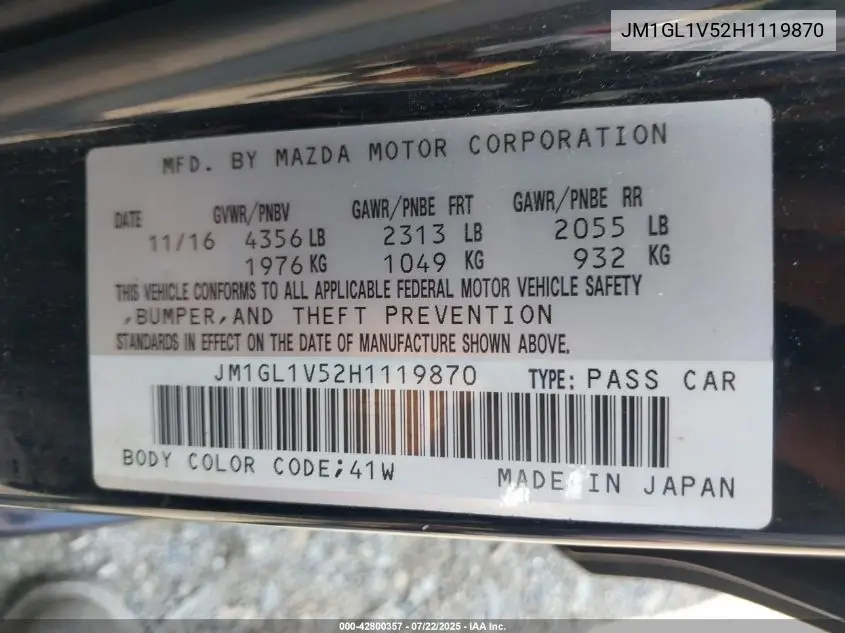 JM1GL1V52H1119870
MFD. BY MAZDA MOTOR CORPORATION
DATE GVWR/PNBV GAWR/PNBE FRT GAWR/PNBE RR
11/16 4356 LB 2313 LB 2055 LB
1976 KG 1049 KG 932 KG
THIS VEHICLE CONFORMS TO ALL APPLICABLE FEDERAL MOTOR VEHICLE SAFETY
,BUMPER,AND THEFT PREVENTION
STANDARDS IN EFFECT ON THE DATE OF MANUFACTURE SHOWN ABOVE.
JM1GL1V52H1119870 TYPE: PASS CAR
BODY COLOR CODE;41W MADE IN JAPAN
000-42800357 - 07/22/2025 - IAA Inc.